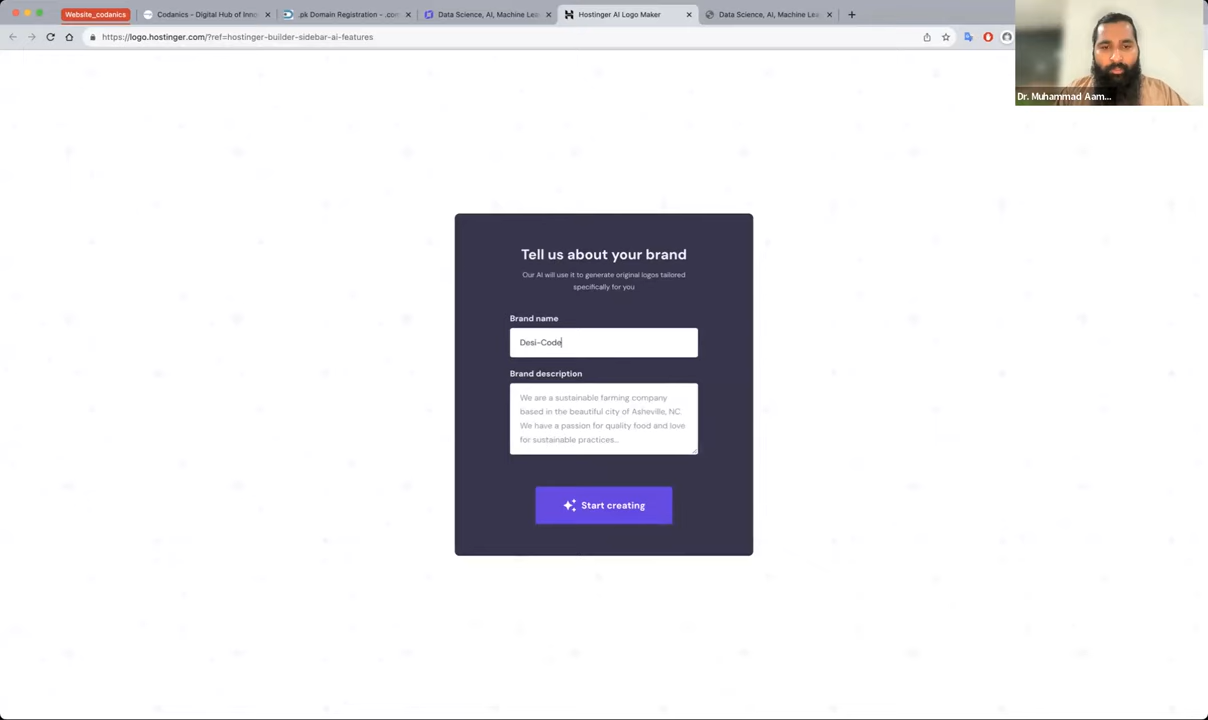 Website_codanics
Codanics - Digital Hub of Inno
.pk Domain Registration - .co
Data Science, AI, Machine Lea
Hostinger AI Logo Maker
Data Science, AI, Machine Lea
https://logo.hostinger.com/?ref=hostinger-builder-sidebar-ai-features
Dr. Muhammad Aam...
Tell us about your brand
Our AI will use it to generate original logos tailored
specifically for you
Brand name
Desi-Code
Brand description
We are a sustainable farming company
based in the beautiful city of Asheville, NC.
We have a passion for quality food and love
for sustainable practices...
Start creating